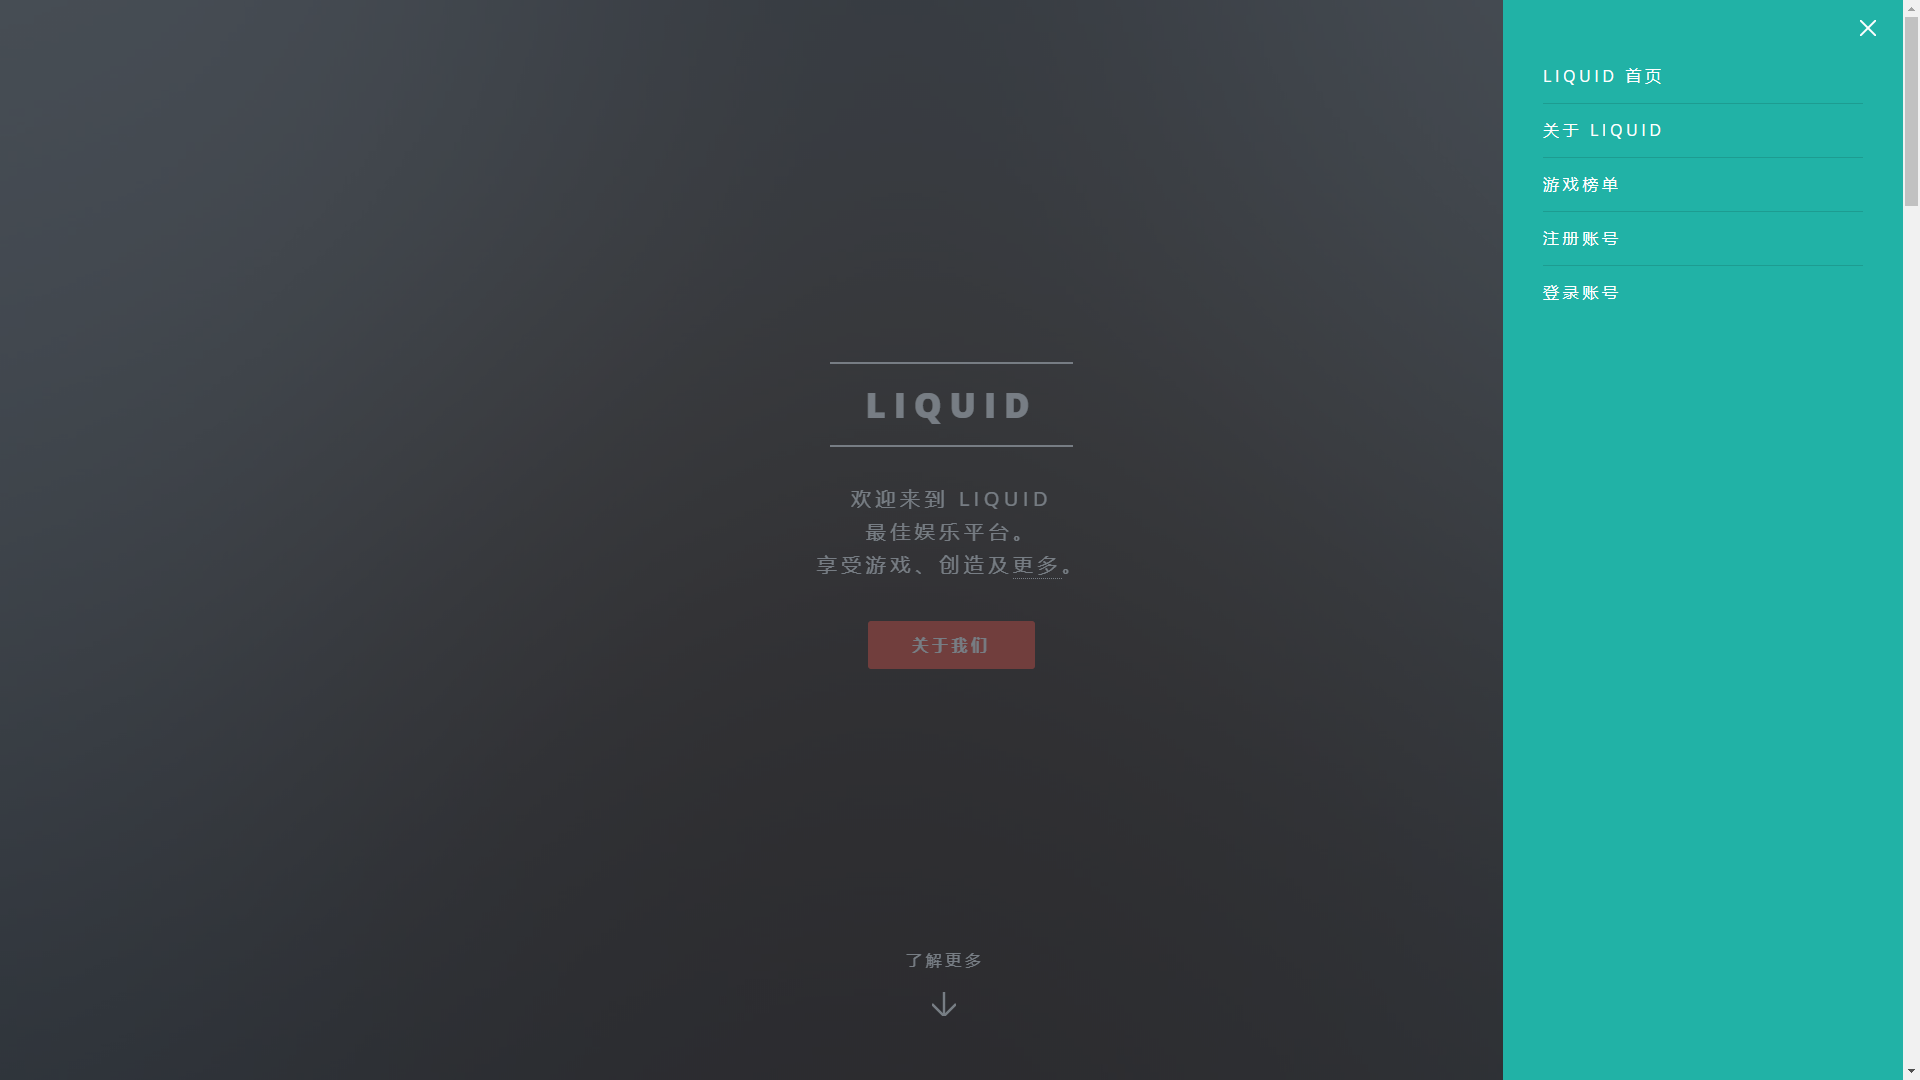 LIQUID 首页
关于 LIQUID
游戏榜单
注册账号
登录账号
LIQUID
欢迎来到 LIQUID
最佳娱乐平台。
享受游戏、创造及更多。
关于我们
了解更多